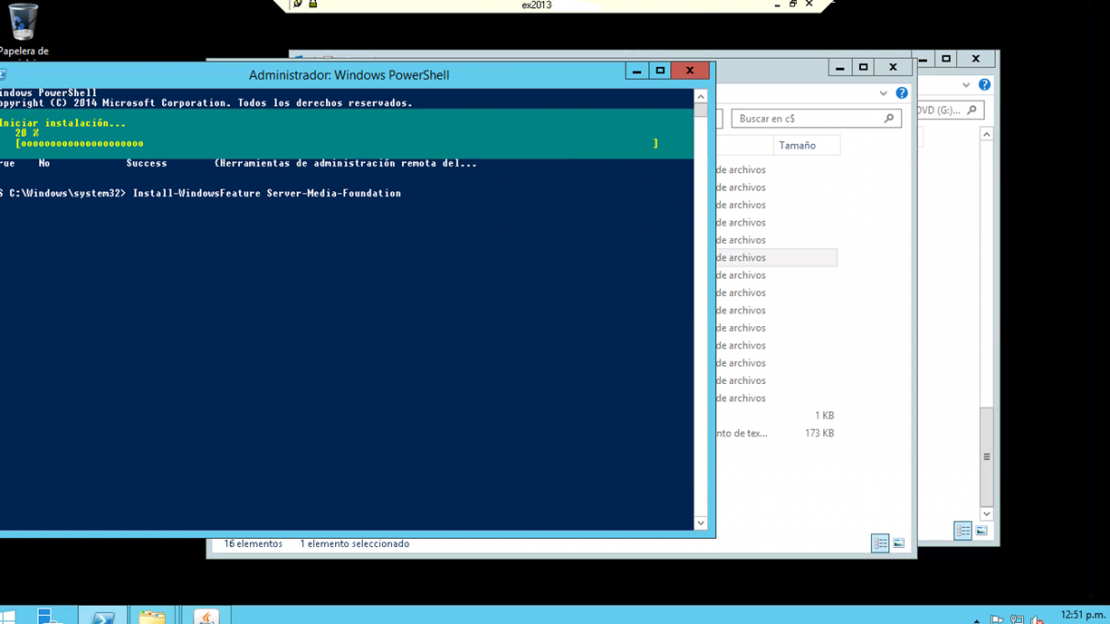 ex2013
Papelera de
Administrador: Windows PowerShell
indows PowerShell
opyright (C) 2014 Microsoft Corporation. Todos los derechos reservados.
Iniciar instalación...
20 %
[oooooooooooooooooooooo ]
rue No Success {Herramientas de administración remota del...
S C:\Windows\system32> Install-WindowsFeature Server-Media-Foundation
DVD (G:)...
Buscar en c$
Tamaño
de archivos
de archivos
de archivos
de archivos
de archivos
de archivos
de archivos
de archivos
de archivos
de archivos
de archivos
de archivos
de archivos
de archivos
1 KB
nto de tex... 173 KB
16 elementos 1 elemento seleccionado
12:51 p.m.